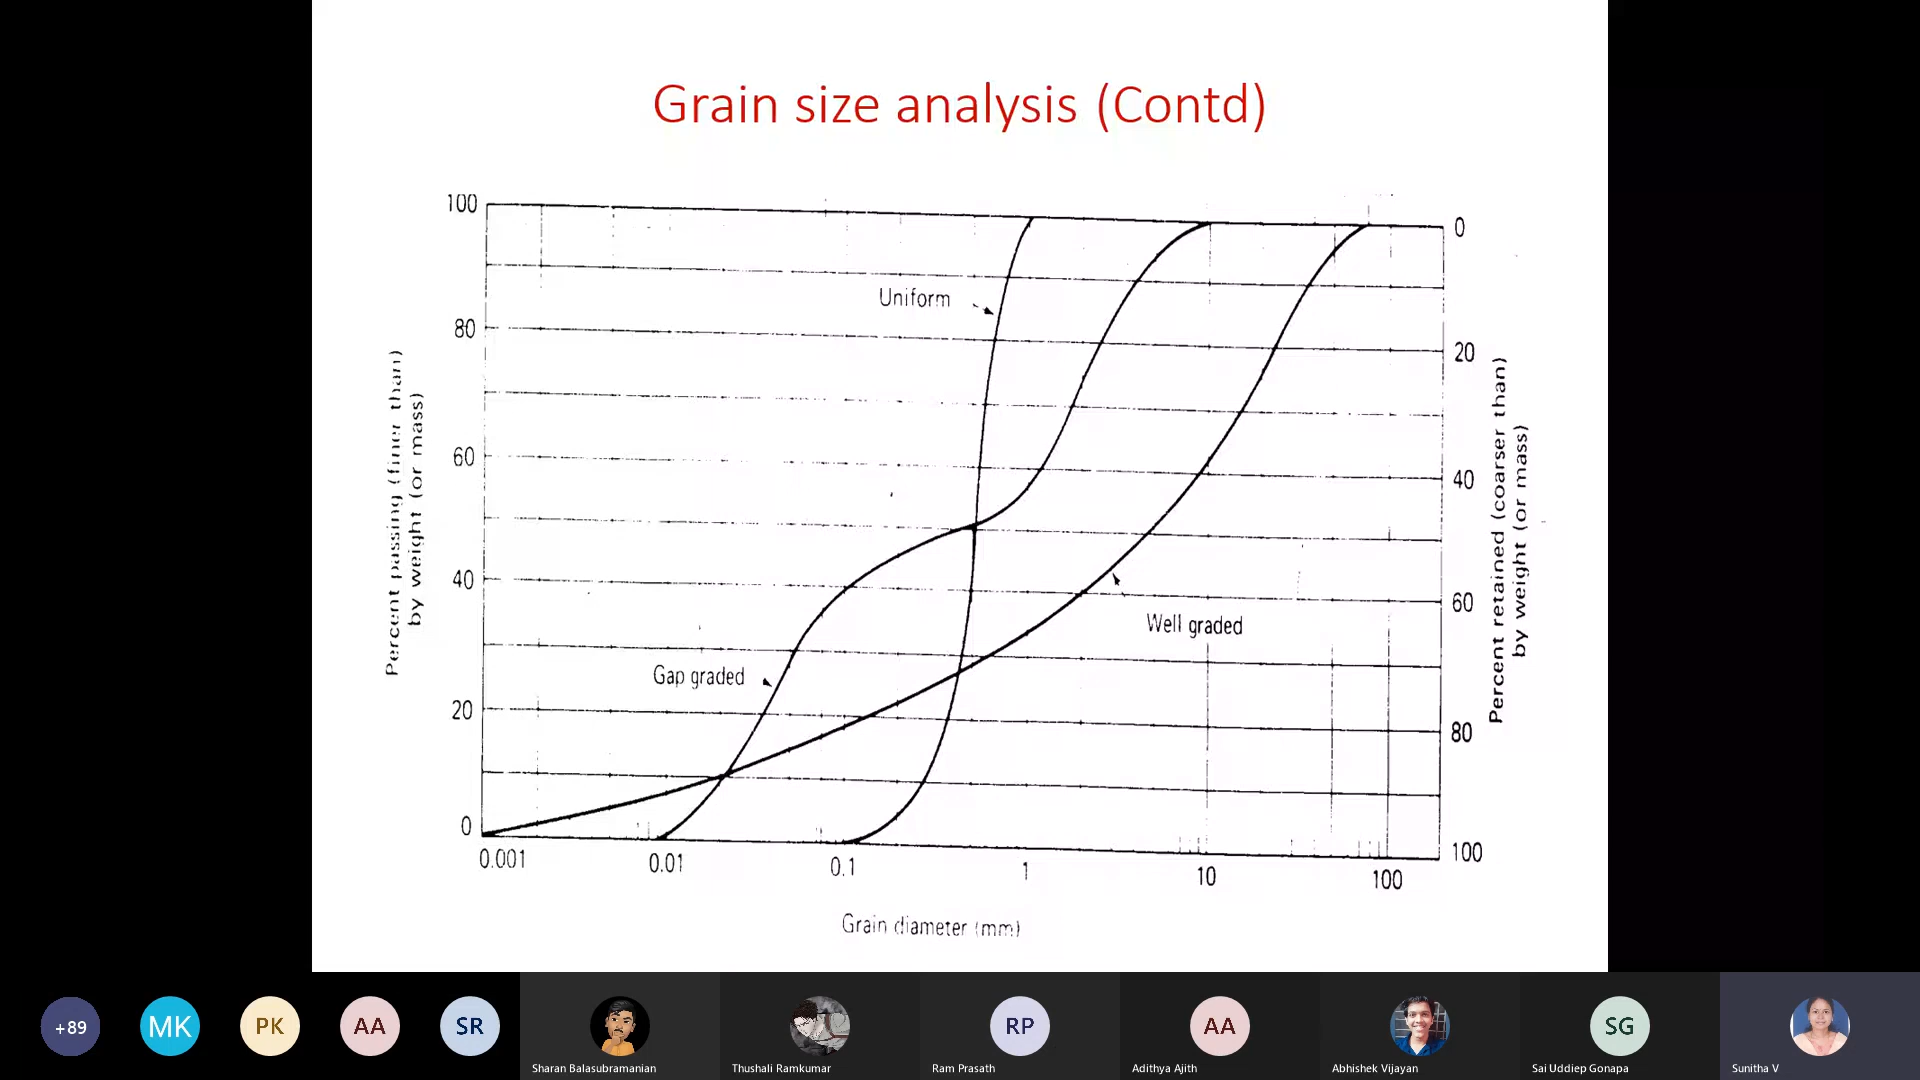 Grain size analysis (Contd)
100
80
60
40
20
0
Percent passing (finer than)
by weight (or mass)
Uniform
Gap graded
Well graded
0
20
40
60
80
100
Percent retained (coarser than)
by weight (or mass)
0.001
0.01
0.1
1
10
100
Grain diameter (mm)
+89
MK
PK
AA
SR
RP
AA
SG
Sharan Balasubramanian
Thushali Ramkumar
Ram Prasath
Adithya Ajith
Abhishek Vijayan
Sai Uddiep Gonapa
Sunitha V